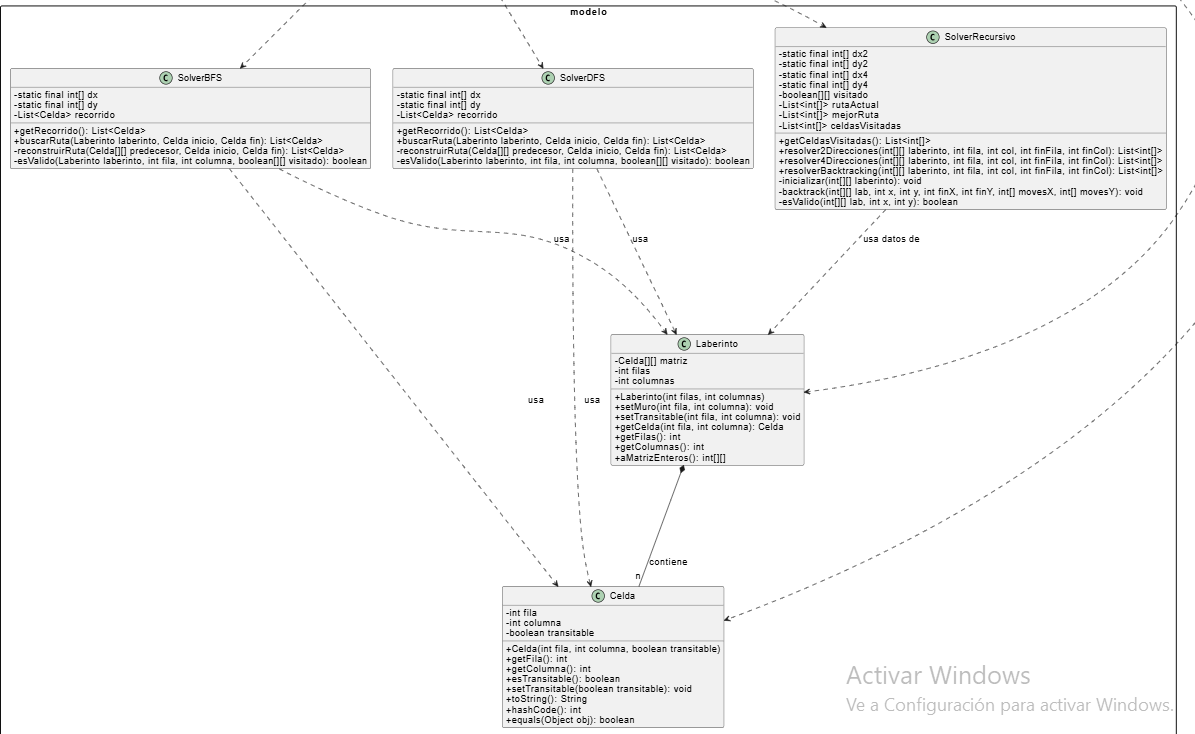 modelo
C SolverBFS
-static final int[] dx
-static final int[] dy
-List<Celda> recorrido
+getRecorrido(): List<Celda>
+buscarRuta(Laberinto laberinto, Celda inicio, Celda fin): List<Celda>
-reconstruirRuta(Celda[][] predecesor, Celda inicio, Celda fin): List<Celda>
-esValido(Laberinto laberinto, int fila, int columna, boolean[][] visitado): boolean
C SolverDFS
-static final int[] dx
-static final int[] dy
-List<Celda> recorrido
+getRecorrido(): List<Celda>
+buscarRuta(Laberinto laberinto, Celda inicio, Celda fin): List<Celda>
-reconstruirRuta(Celda[][] predecesor, Celda inicio, Celda fin): List<Celda>
-esValido(Laberinto laberinto, int fila, int columna, boolean[][] visitado): boolean
C SolverRecursivo
-static final int[] dx2
-static final int[] dy2
-static final int[] dx4
-static final int[] dy4
-boolean[][] visitado
-List<int[]> rutaActual
-List<int[]> mejorRuta
-List<int[]> celdasVisitadas
+getCeldasVisitadas(): List<int[]>
+resolver2Direcciones(int[][] laberinto, int fila, int col, int finFila, int finCol): List<int[]>
+resolver4Direcciones(int[][] laberinto, int fila, int col, int finFila, int finCol): List<int[]>
+resolverBacktracking(int[][] laberinto, int fila, int col, int finFila, int finCol): List<int[]>
-inicializar(int[][] laberinto): void
-backtrack(int[][] lab, int x, int y, int finX, int finY, int[] movesX, int[] movesY): void
-esValido(int[][] lab, int x, int y): boolean
usa
usa
usa datos de
C Laberinto
-Celda[][] matriz
-int filas
-int columnas
+Laberinto(int filas, int columnas)
+setMuro(int fila, int columna): void
+setTransitable(int fila, int columna): void
+getCelda(int fila, int columna): Celda
+getFilas(): int
+getColumnas(): int
+aMatrizEnteros(): int[][]
usa
usa
contiene
n
C Celda
-int fila
-int columna
-boolean transitable
+Celda(int fila, int columna, boolean transitable)
+getFila(): int
+getColumna(): int
+esTransitable(): boolean
+setTransitable(boolean transitable): void
+toString(): String
+hashCode(): int
+equals(Object obj): boolean
Activar Windows
Ve a Configuración para activar Windows.